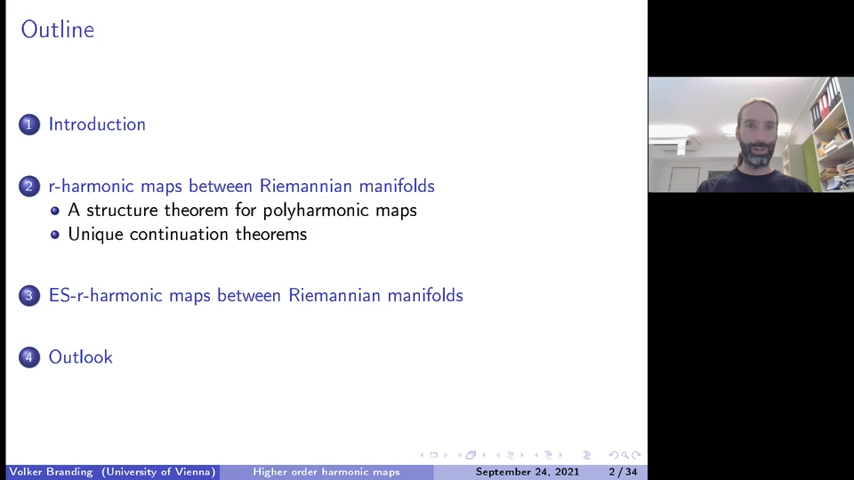 Outline
1 Introduction
2 r-harmonic maps between Riemannian manifolds
A structure theorem for polyharmonic maps
Unique continuation theorems
3 ES-r-harmonic maps between Riemannian manifolds
4 Outlook
Volker Branding (University of Vienna) Higher order harmonic maps September 24, 2021 2 / 34